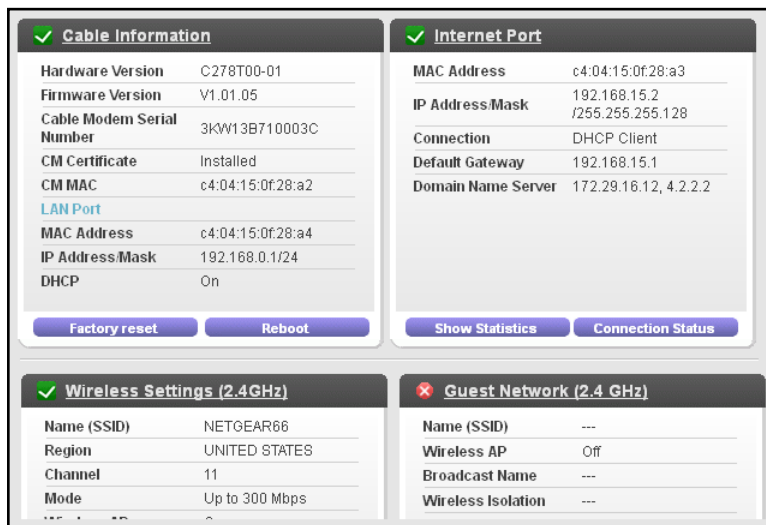 Cable Information
Hardware Version C278T00-01
Firmware Version V1.01.05
Cable Modem Serial
Number 3KW13B710003C
CM Certificate Installed
CM MAC c4:04:15:0f:28:a2
LAN Port
MAC Address c4:04:15:0f:28:a4
IP Address/Mask 192.168.0.1/24
DHCP On
Factory reset Reboot
Internet Port
MAC Address c4:04:15:0f:28:a3
IP Address/Mask 192.168.15.2
/255.255.255.128
Connection DHCP Client
Default Gateway 192.168.15.1
Domain Name Server 172.29.16.12, 4.2.2.2
Show Statistics Connection Status
Wireless Settings (2.4GHz)
Name (SSID) NETGEAR66
Region UNITED STATES
Channel 11
Mode Up to 300 Mbps
Guest Network (2.4 GHz)
Name (SSID) ---
Wireless AP Off
Broadcast Name ---
Wireless Isolation ---